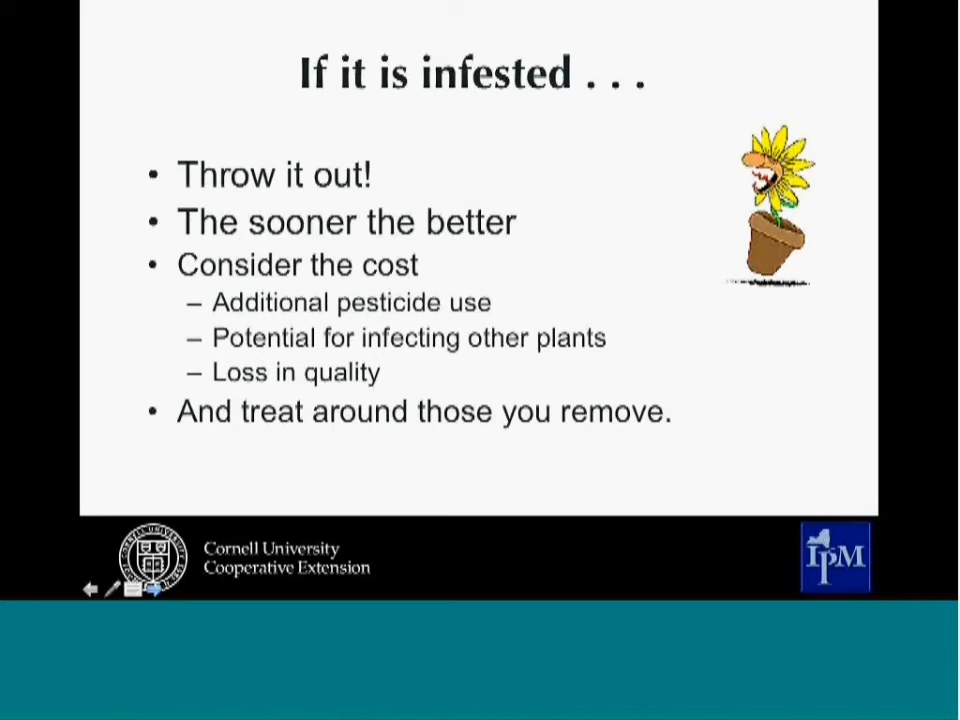 If it is infested . . .
• Throw it out!
• The sooner the better
• Consider the cost
– Additional pesticide use
– Potential for infecting other plants
– Loss in quality
• And treat around those you remove.
Cornell University
Cooperative Extension
IPM